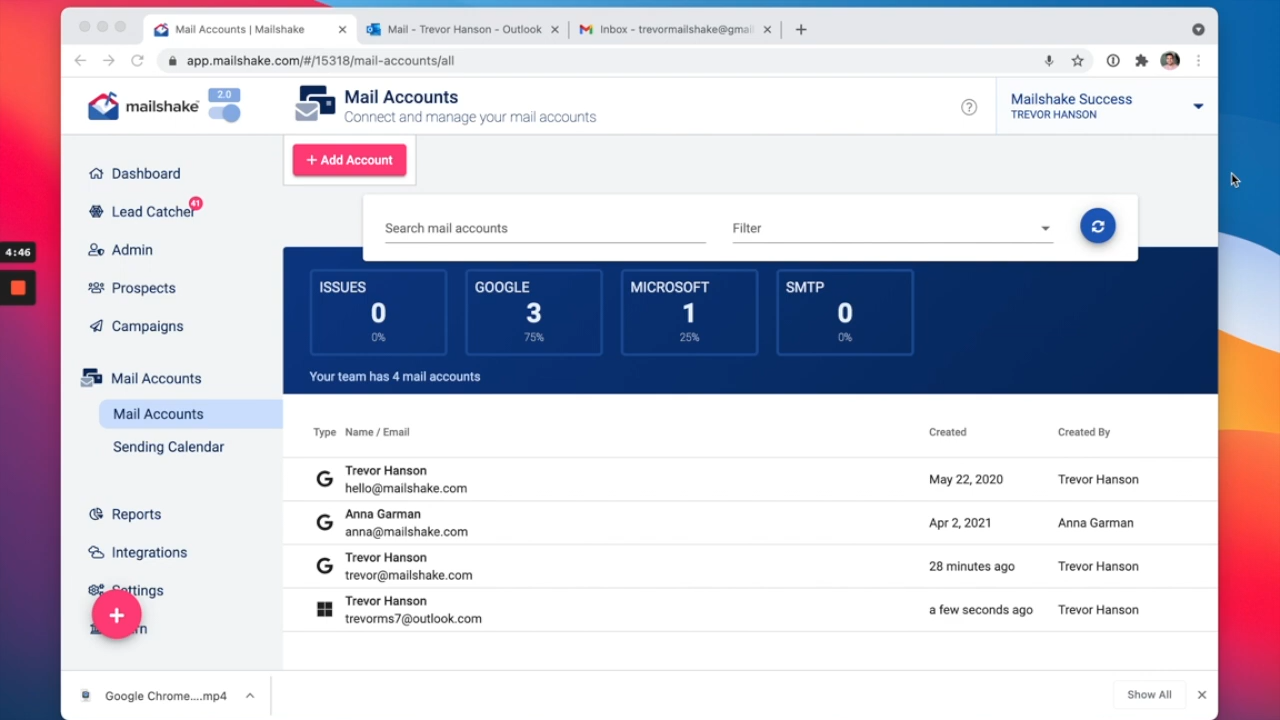 Mail Accounts | Mailshake
Mail - Trevor Hanson - Outlook
Inbox - trevormailshake@gmai
app.mailshake.com/#/15318/mail-accounts/all
mailshake
2.0
Mail Accounts
Connect and manage your mail accounts
Mailshake Success
TREVOR HANSON
+ Add Account
Dashboard
Lead Catcher
41
Admin
Prospects
Campaigns
Mail Accounts
Mail Accounts
Sending Calendar
Reports
Integrations
Settings
4:46
Search mail accounts
Filter
ISSUES
0
0%
GOOGLE
3
75%
MICROSOFT
1
25%
SMTP
0
0%
Your team has 4 mail accounts
Type Name / Email Created Created By
Trevor Hanson
hello@mailshake.com
May 22, 2020
Trevor Hanson
Anna Garman
anna@mailshake.com
Apr 2, 2021
Anna Garman
Trevor Hanson
trevor@mailshake.com
28 minutes ago
Trevor Hanson
Trevor Hanson
trevorms7@outlook.com
a few seconds ago
Trevor Hanson
Google Chrome....mp4
Show All